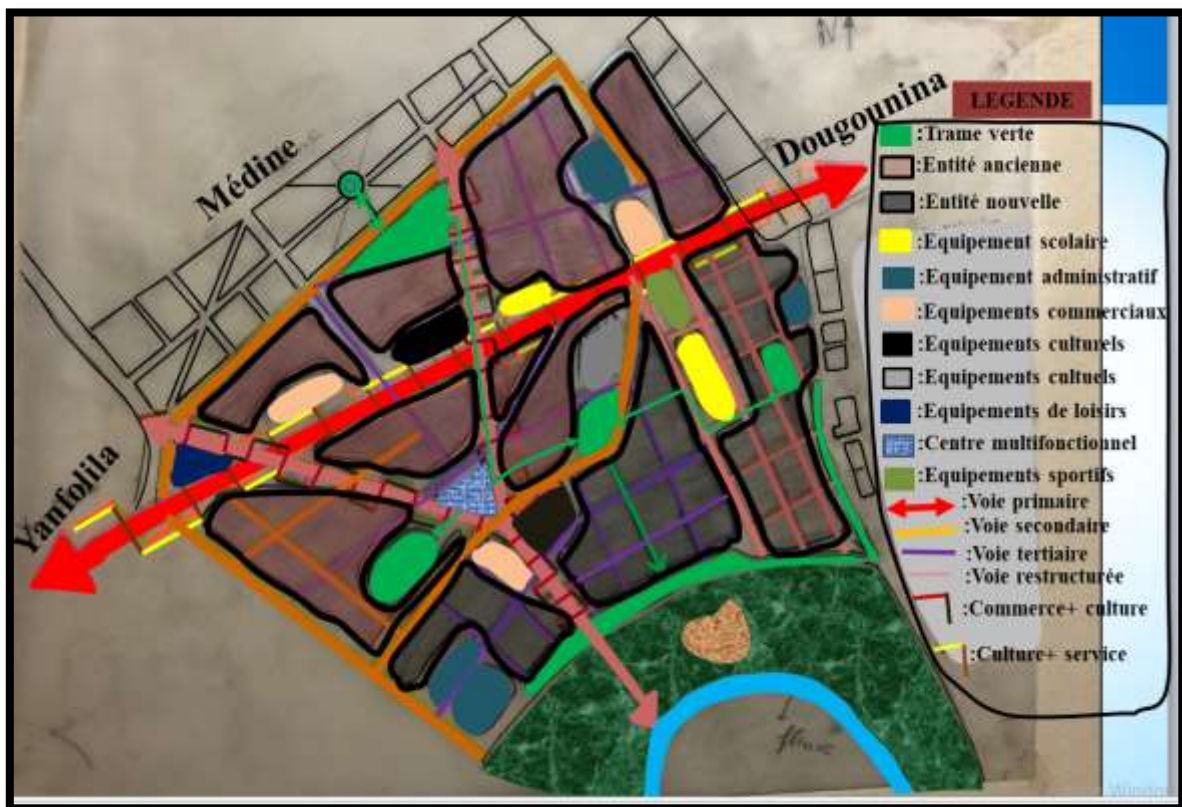 Médine
Dougounina
Yanfolila
LEGENDE
:Trame verte
:Entité ancienne
:Entité nouvelle
:Equipement scolaire
:Equipement administratif
:Equipements commerciaux
:Equipements culturels
:Equipements cultuels
:Equipements de loisirs
:Centre multifonctionnel
:Equipements sportifs
:Voie primaire
:Voie secondaire
:Voie tertiaire
:Voie restructurée
:Commerce+ culture
:Culture+ service
fleuve